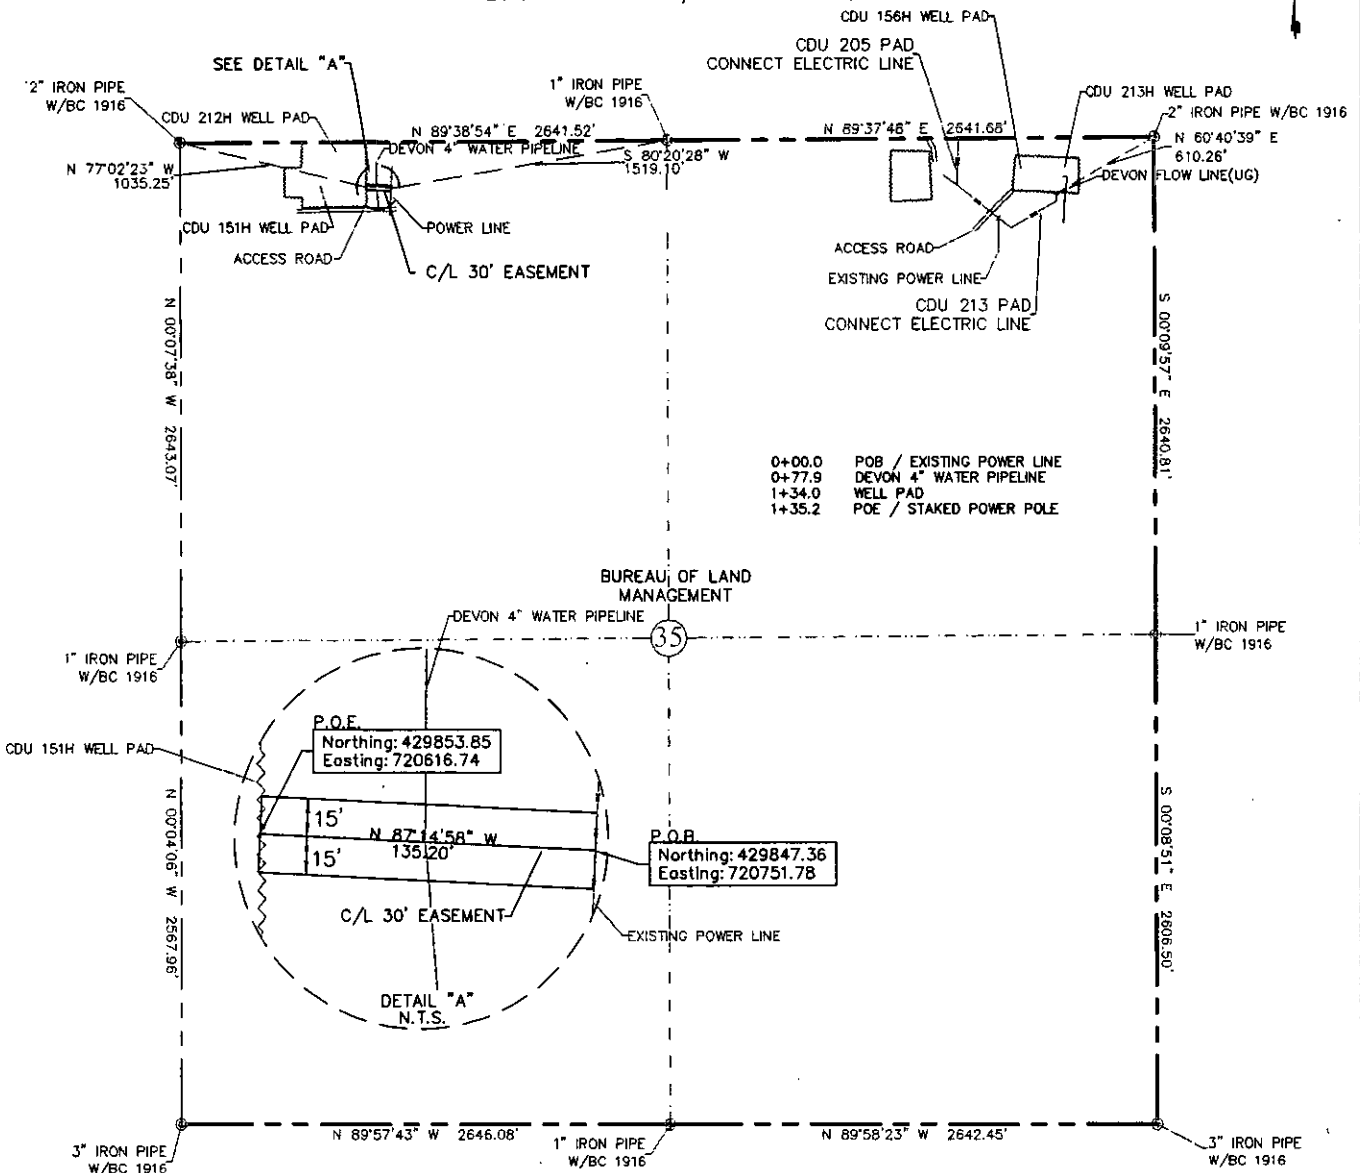 CDU 156H WELL PAD
CDU 205 PAD
CONNECT ELECTRIC LINE
SEE DETAIL "A"
2" IRON PIPE
W/BC 1916
1" IRON PIPE
W/BC 1916
CDU 213H WELL PAD
2" IRON PIPE W/BC 1916
CDU 212H WELL PAD
N 89°38'54" E 2641.52'
N 89°37'48" E 2641.68'
N 60°40'39" E
610.26'
DEVON 4" WATER PIPELINE
N 77°02'23" W
1035.25'
S 80°20'28" W
1519.10'
DEVON FLOW LINE(UG)
CDU 151H WELL PAD
POWER LINE
ACCESS ROAD
C/L 30' EASEMENT
ACCESS ROAD
EXISTING POWER LINE
CDU 213 PAD
CONNECT ELECTRIC LINE
N 00°07'38" W 2643.07'
S 00°09'57" E 2640.81'
0+00.0 POB / EXISTING POWER LINE
0+77.9 DEVON 4" WATER PIPELINE
1+34.0 WELL PAD
1+35.2 POE / STAKED POWER POLE
BUREAU OF LAND
MANAGEMENT
DEVON 4" WATER PIPELINE
35
1" IRON PIPE
W/BC 1916
1" IRON PIPE
W/BC 1916
CDU 151H WELL PAD
P.O.E.
Northing: 429853.85
Easting: 720616.74
15'
N 87°14'58" W
135.20'
15'
P.O.B.
Northing: 429847.36
Easting: 720751.78
C/L 30' EASEMENT
EXISTING POWER LINE
N 00°04'06" W 2567.96'
S 00°08'51" E 2606.50'
DETAIL "A"
N.T.S.
N 89°57'43" W 2646.08'
N 89°58'23" W 2642.45'
3" IRON PIPE
W/BC 1916
1" IRON PIPE
W/BC 1916
3" IRON PIPE
W/BC 1916